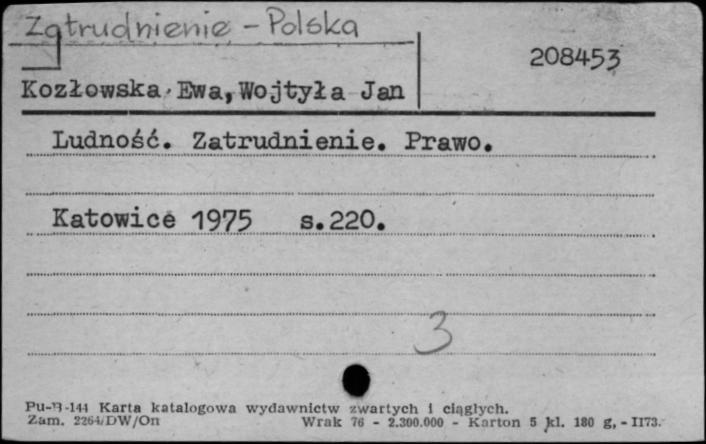 Zatrudnienie - Polska
208453
Kozłowska Ewa, Wojtyła Jan
Ludność. Zatrudnienie. Prawo.
Katowice 1975 s.220.
3
Pu-B-144 Karta katalogowa wydawnictw zwartych i ciągłych.
Zam. 2264/DW/On Wrak 76 - 2.300.000 - Karton 5 kl. 180 g, - II73.